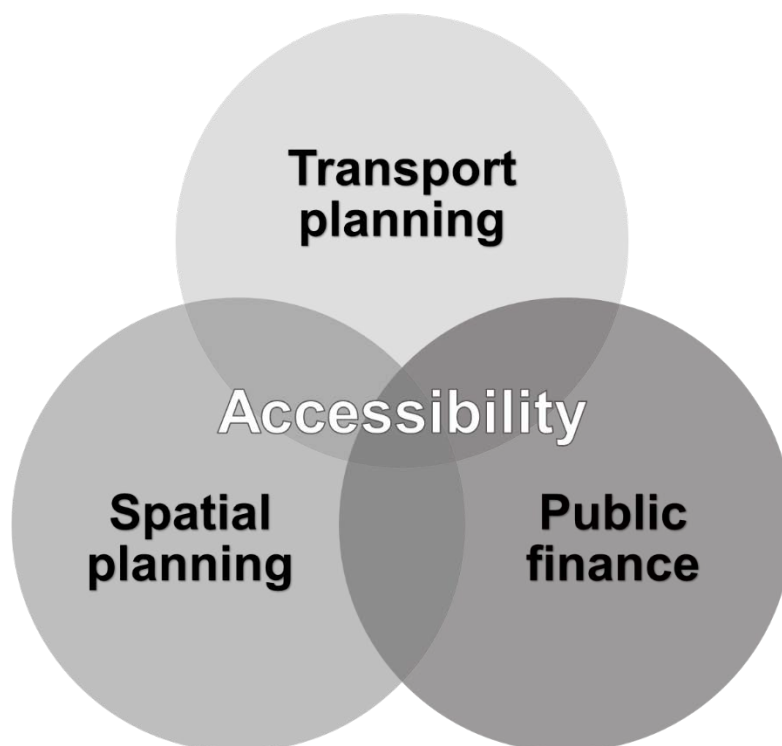 Transport
planning
Accessibility
Spatial
planning
Public
finance